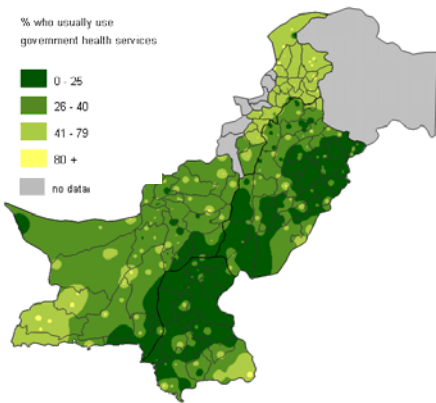 % who usually use
government health services
0 - 25
26 - 40
41 - 79
80 +
no data